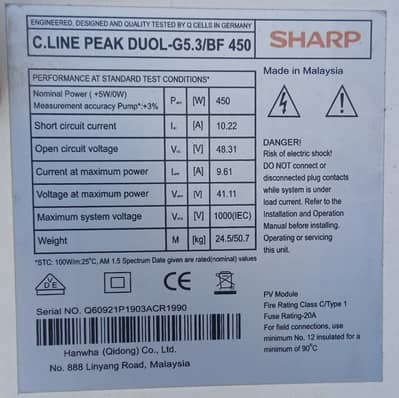 ENGINEERED, DESIGNED AND QUALITY TESTED BY Q CELLS IN GERMANY
C.LINE PEAK DUOL-G5.3/BF 450
SHARP
PERFORMANCE AT STANDARD TEST CONDITIONS*
Nominal Power ( +5W/0W)
Measurement accuracy Pump*:+3% [W] 450
Short circuit current [A] 10.22
Open circuit voltage [V] 48.31
Current at maximum power [A] 9.61
Voltage at maximum power [V] 41.11
Maximum system voltage [V] 1000(IEC)
Weight M [kg] 24.5/50.7
*STC: 100W/m:25°C, AM 1.5 Spectrum Date given are rated(nominal) values
Made in Malaysia
DANGER!
Risk of electric shock!
DO NOT connect or
disconnected plug contacts
while system is under
load current. Refer to the
Installation and Operation
Manual before installing.
Operating or servicing
this unit.
D E
CE
Serial NO. Q60921P1903ACR1990
Hanwha (Qidong) Co., Ltd.
No. 888 Linyang Road, Malaysia
PV Module
Fire Rating Class C/Type 1
Fuse Rating-20A
For field connections, use
minimum No. 12 insulated for a
minimum of 90°C